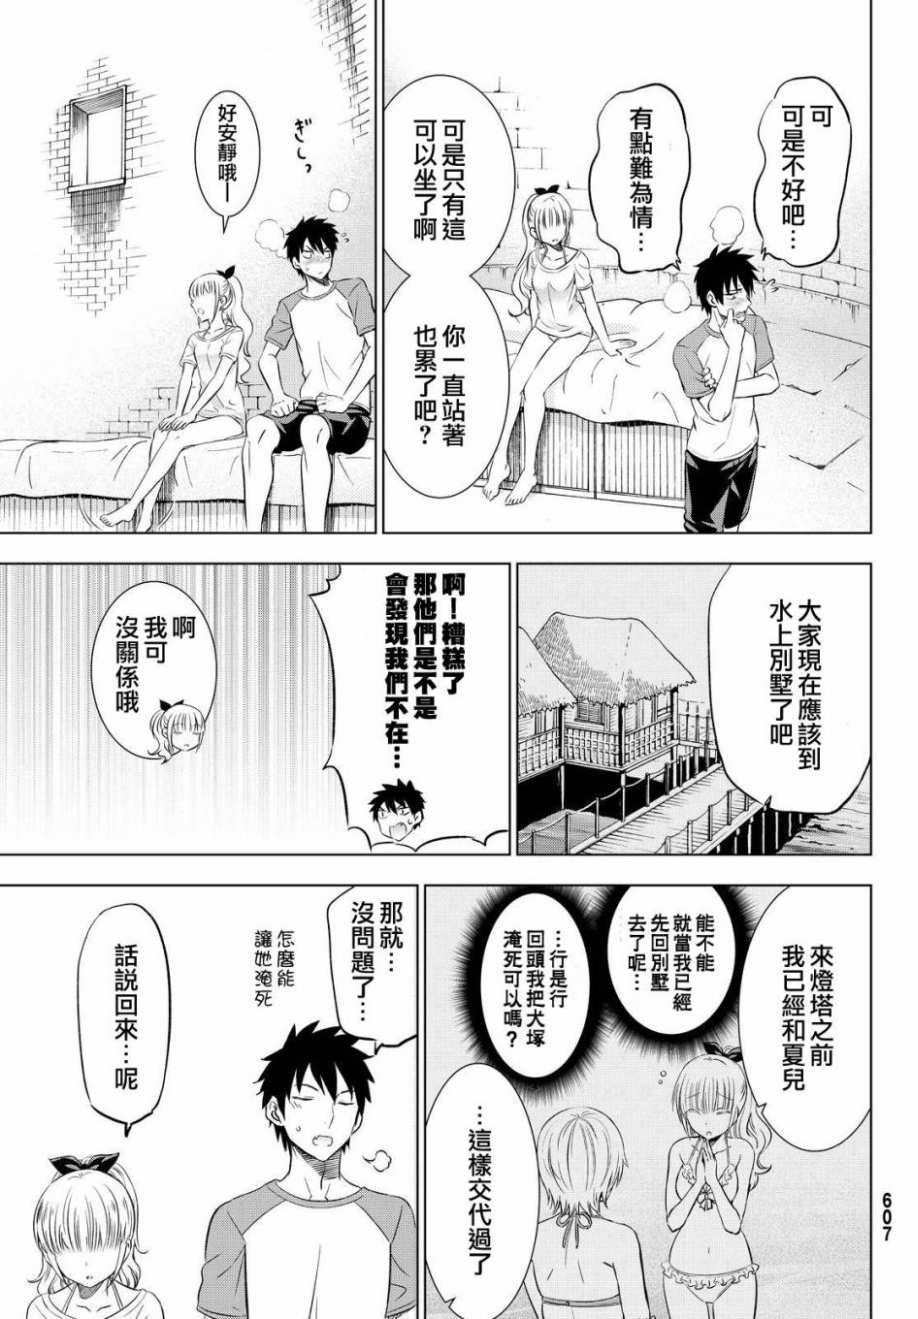 可
可是不好吧…
有點難為情…
可是只有這
可以坐了啊
你一直站著
也累了吧？
ぎしっ
好安靜哦ー
大家現在應該到
水上別墅了吧
啊！糟糕了
那他們是不是
會發現我們不在…
啊
我可
沒關係哦
來燈塔之前
我已經和夏兒
能不能
就當我已經
先回別墅
去了呢…
…行是行
回頭我把犬塚
淹死可以嗎？
…這樣交代過了
那就…
沒問題了…
怎麼能
讓她淹死
話説回來…呢
607